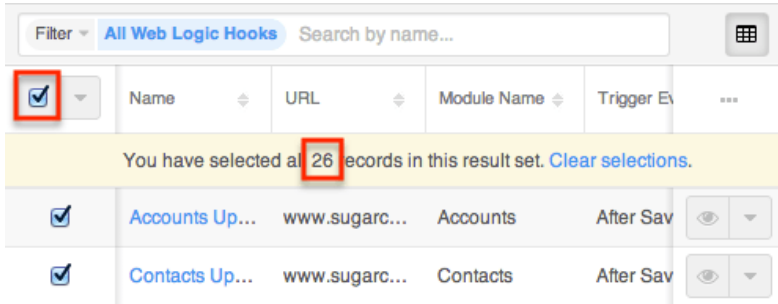 Filter All Web Logic Hooks Search by name...
Name URL Module Name Trigger Ev
You have selected al 26 ecords in this result set. Clear selections.
Accounts Up... www.sugarc... Accounts After Sav
Contacts Up... www.sugarc... Contacts After Sav